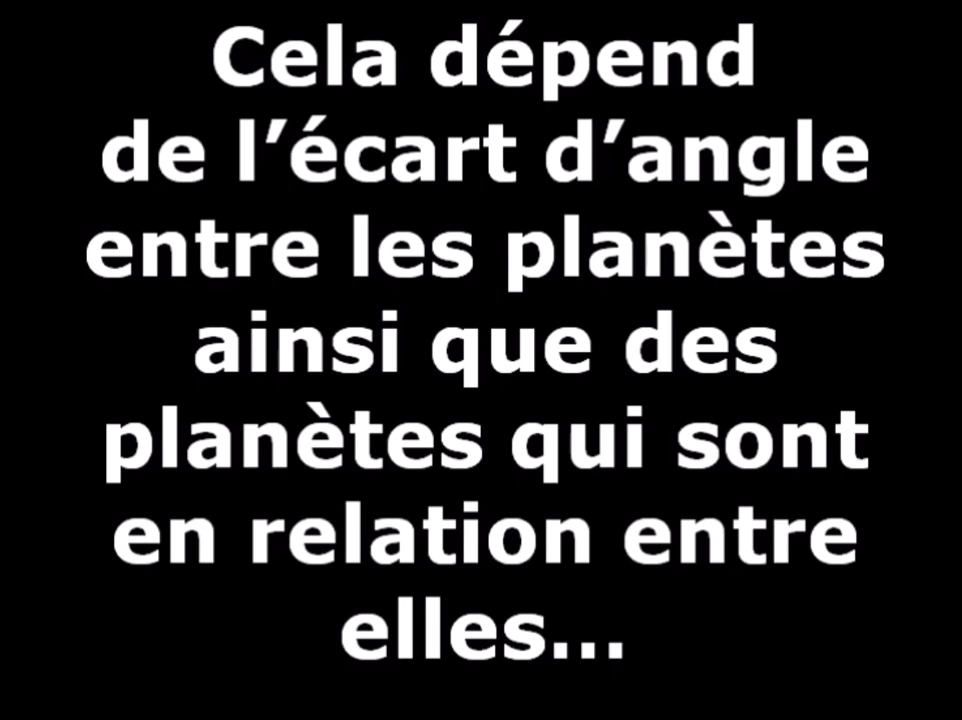 Cela dépend
de l’écart d’angle
entre les planètes
ainsi que des
planètes qui sont
en relation entre
elles...